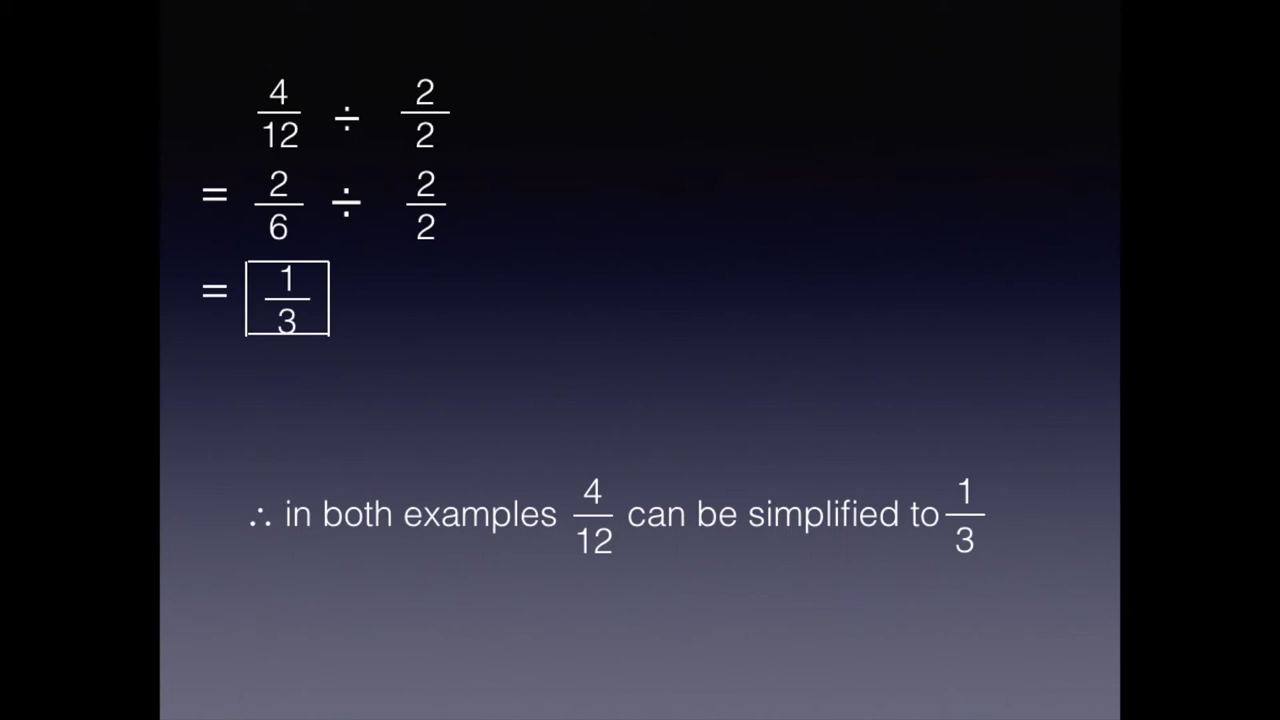 4/12 ÷ 2/2
= 2/6 ÷ 2/2
= 1/3
∴ in both examples 4/12 can be simplified to 1/3